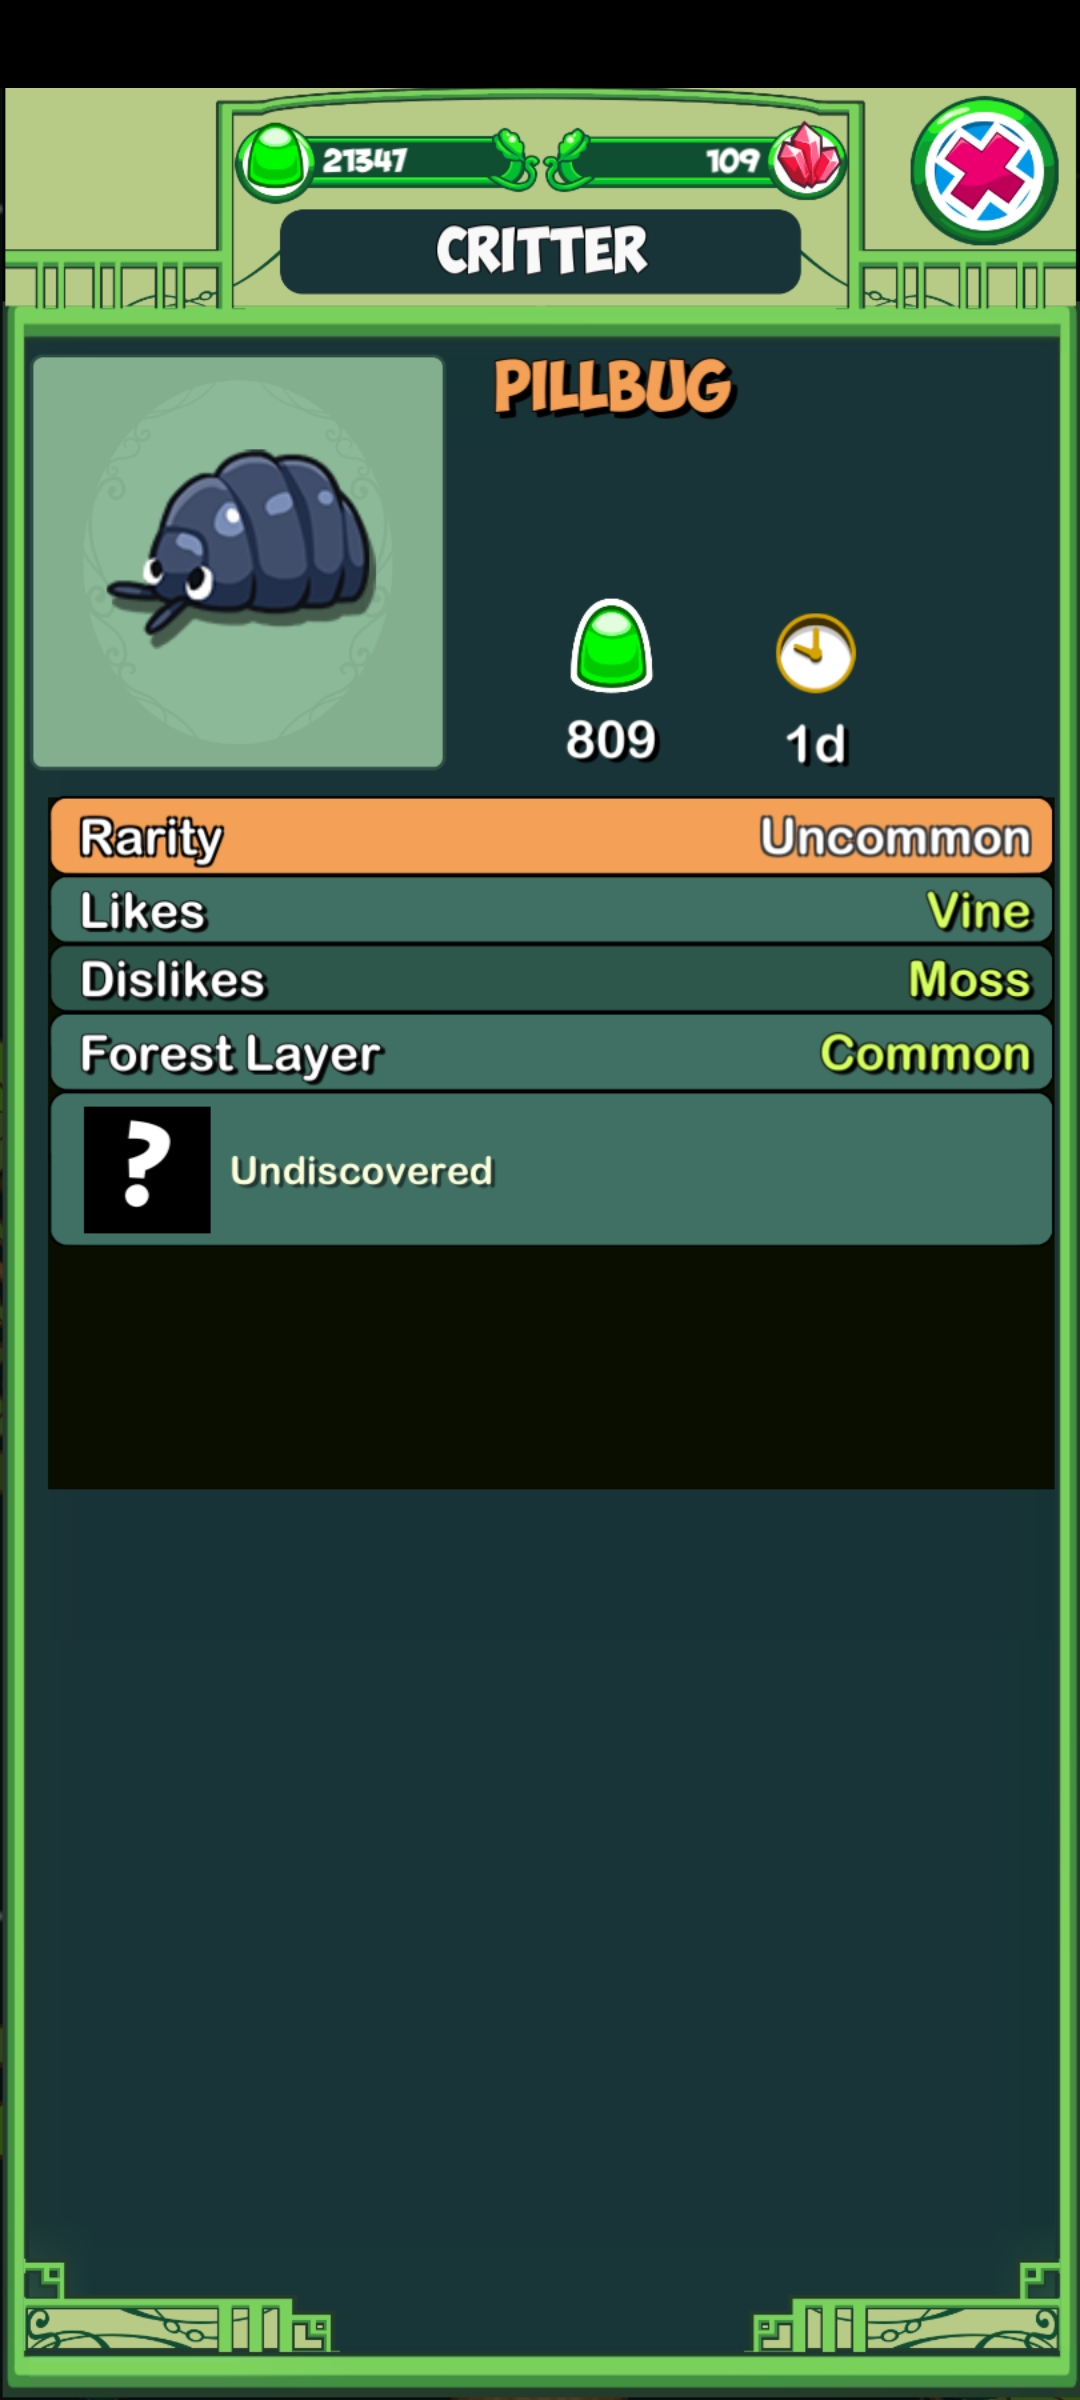 21347
109
CRITTER
PILLBUG
809
1d
Rarity Uncommon
Likes Vine
Dislikes Moss
Forest Layer Common
?
Undiscovered